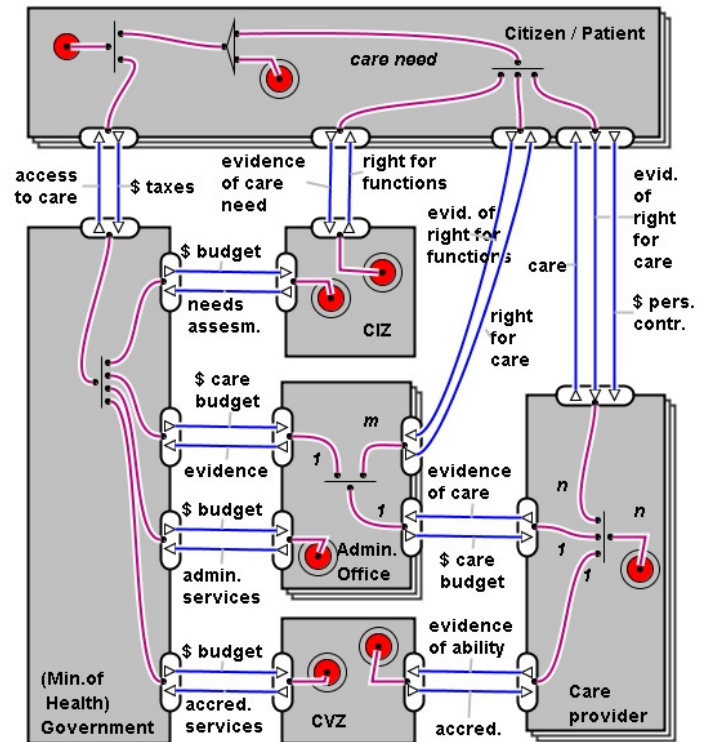 Citizen / Patient
care need
access
to care
$ taxes
evidence
of care
need
right for
functions
evid. of
right for
functions
evid.
of
right
for
care
care
$ pers.
contr.
right
for
care
$ budget
needs
assesm.
CIZ
$ care
budget
evidence
m
1
1
evidence
of care
$ care
budget
$ budget
admin.
services
Admin.
Office
n
n
1
1
$ budget
accred.
services
CVZ
evidence
of ability
accred.
(Min.of
Health)
Government
Care
provider